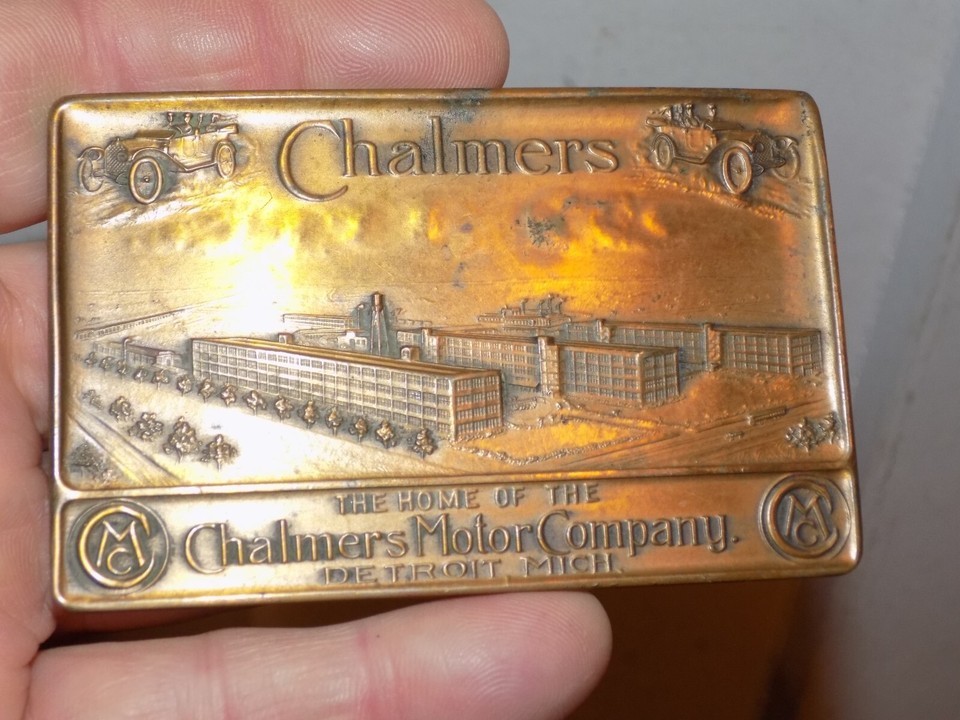 Chalmers
THE HOME OF THE
CMC Chalmers Motor Company. CMC
DETROIT MICH.